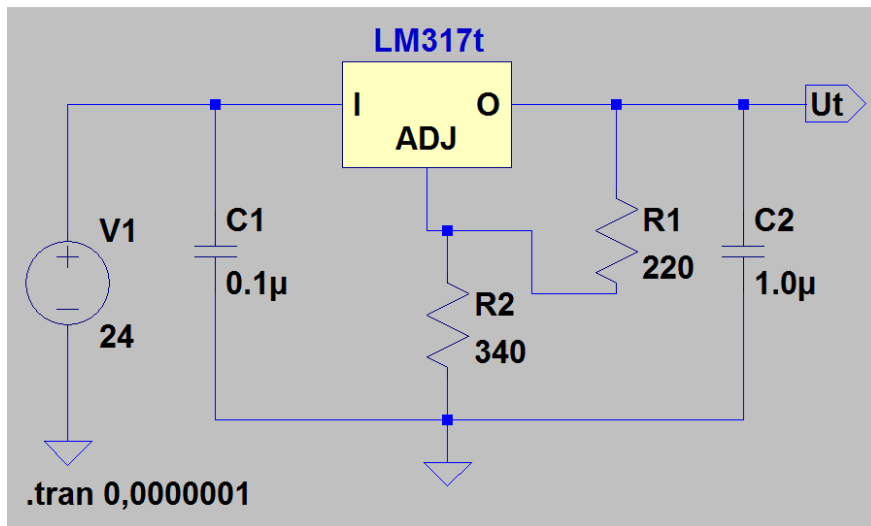 LM317t
I O
ADJ
Ut
V1
24
C1
0.1µ
R2
340
R1
220
C2
1.0µ
.tran 0,0000001